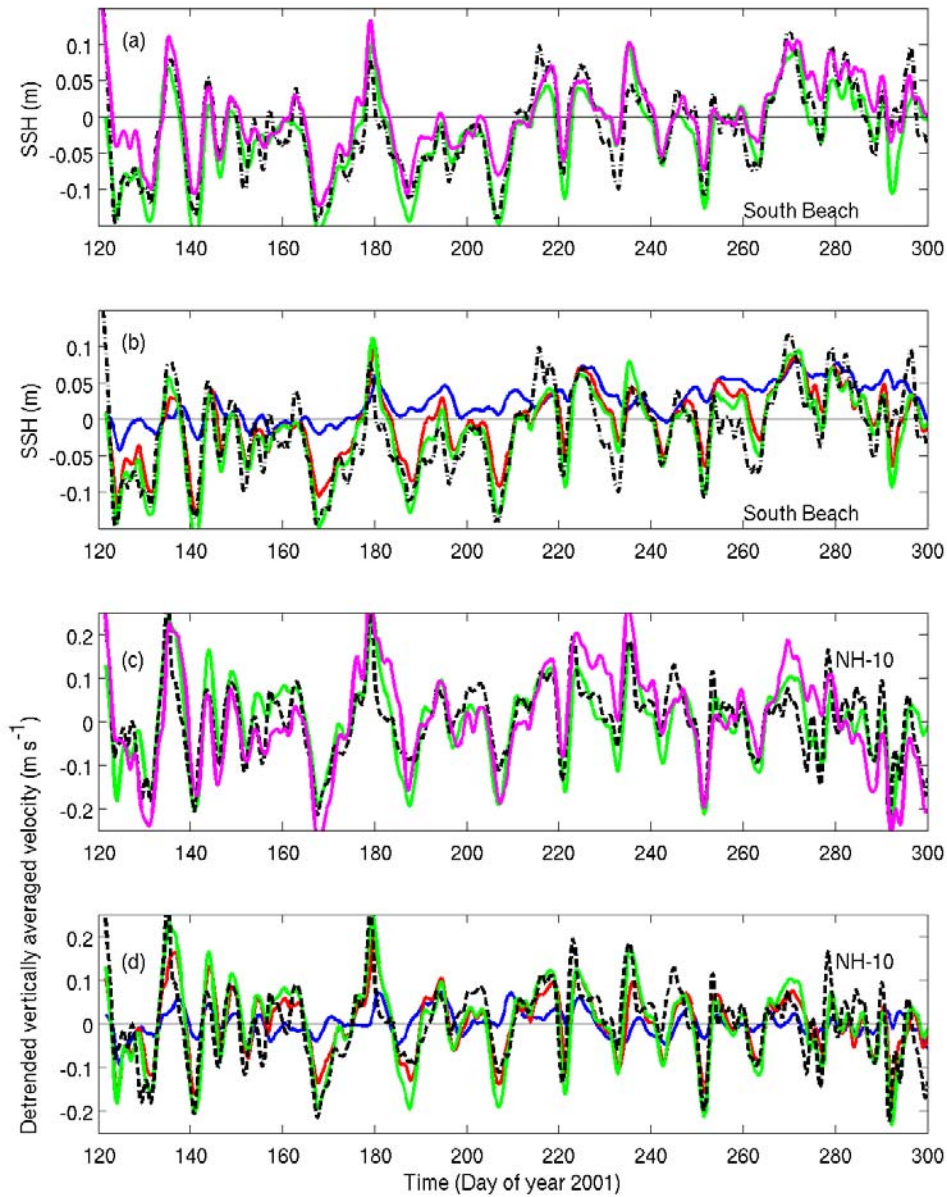 (a)
SSH (m)
0.1
0.05
0
-0.05
-0.1
South Beach
120 140 160 180 200 220 240 260 280 300
(b)
SSH (m)
0.1
0.05
0
-0.05
-0.1
South Beach
120 140 160 180 200 220 240 260 280 300
Detrended vertically averaged velocity (m s⁻¹)
(c)
NH-10
0.2
0.1
0
-0.1
-0.2
120 140 160 180 200 220 240 260 280 300
(d)
NH-10
0.2
0.1
0
-0.1
-0.2
120 140 160 180 200 220 240 260 280 300
Time (Day of year 2001)